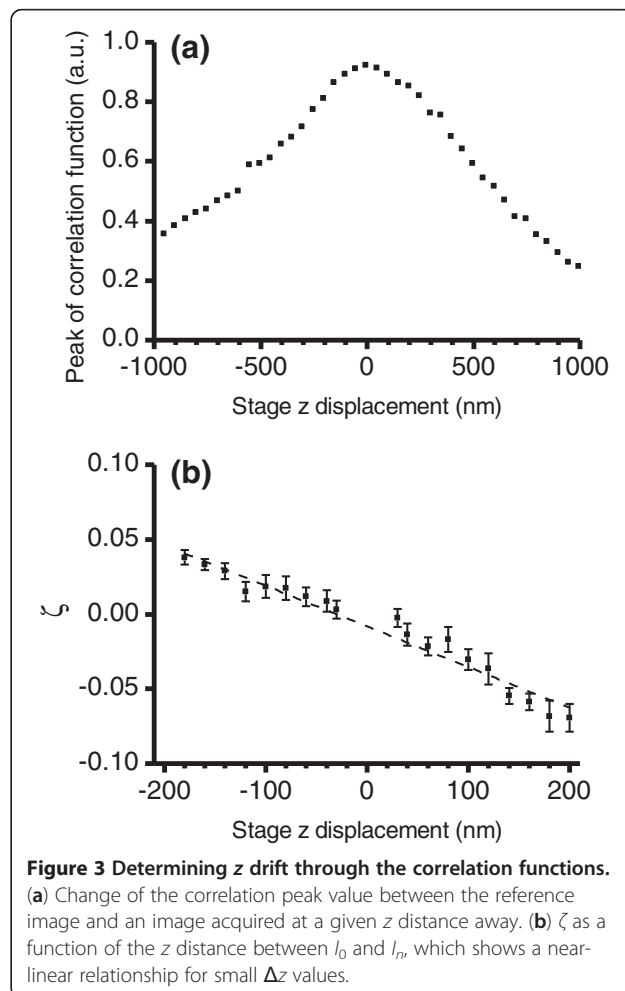 (a)
Peak of correlation function (a.u.)
1.0
0.8
0.6
0.4
0.2
0.0
-1000 -500 0 500 1000
Stage z displacement (nm)
(b)
ζ
0.10
0.05
0.00
-0.05
-0.10
-200 -100 0 100 200
Stage z displacement (nm)
Figure 3 Determining z drift through the correlation functions.
(a) Change of the correlation peak value between the reference
image and an image acquired at a given z distance away. (b) ζ as a
function of the z distance between I₀ and Iₙ, which shows a near-
linear relationship for small Δz values.